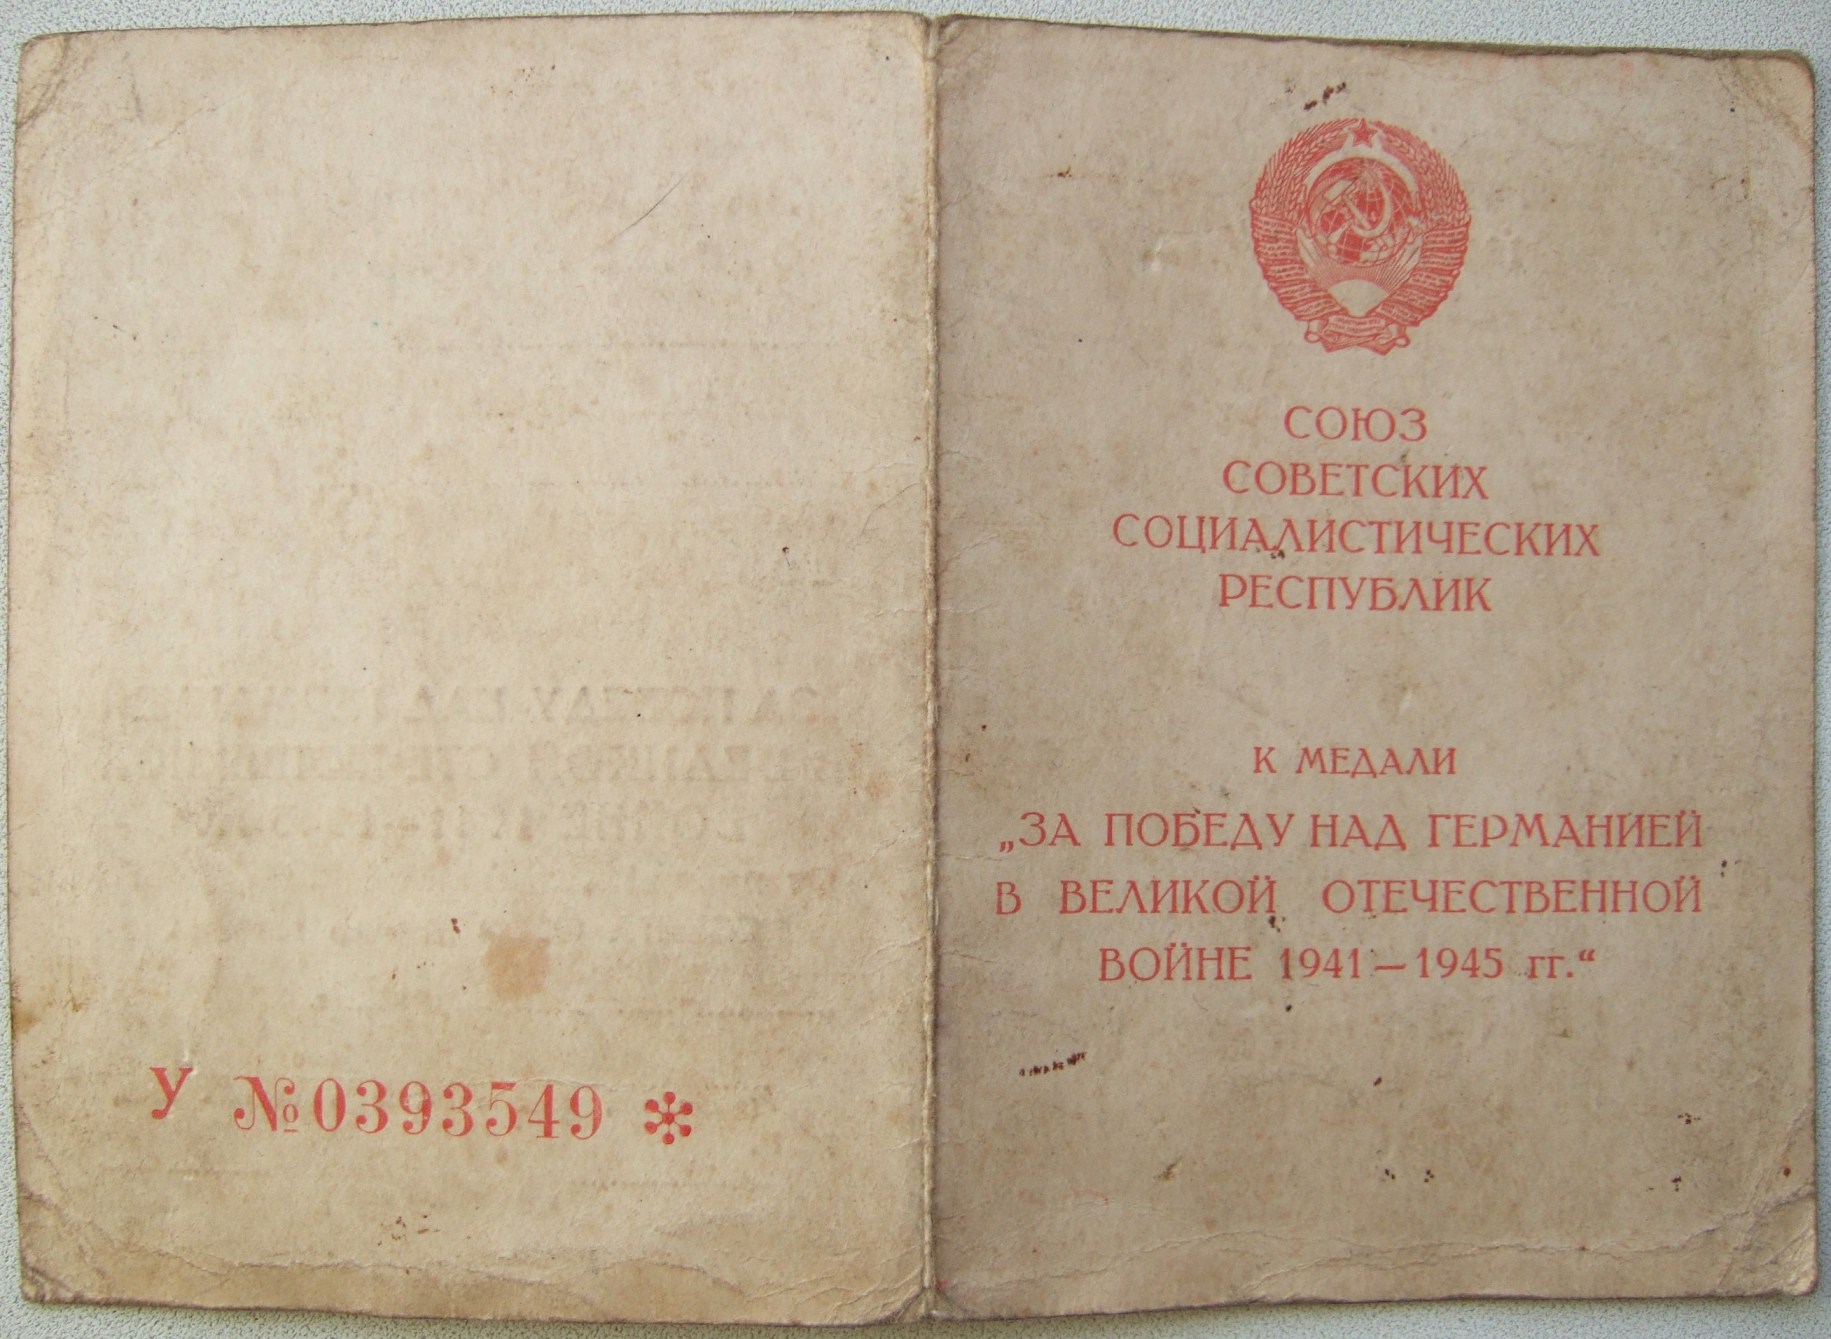 У №0393549
СОЮЗ
СОВЕТСКИХ
СОЦИАЛИСТИЧЕСКИХ
РЕСПУБЛИК
К МЕДАЛИ
„ЗА ПОБЕДУ НАД ГЕРМАНИЕЙ
В ВЕЛИКОЙ ОТЕЧЕСТВЕННОЙ
ВОЙНЕ 1941—1945 гг.“